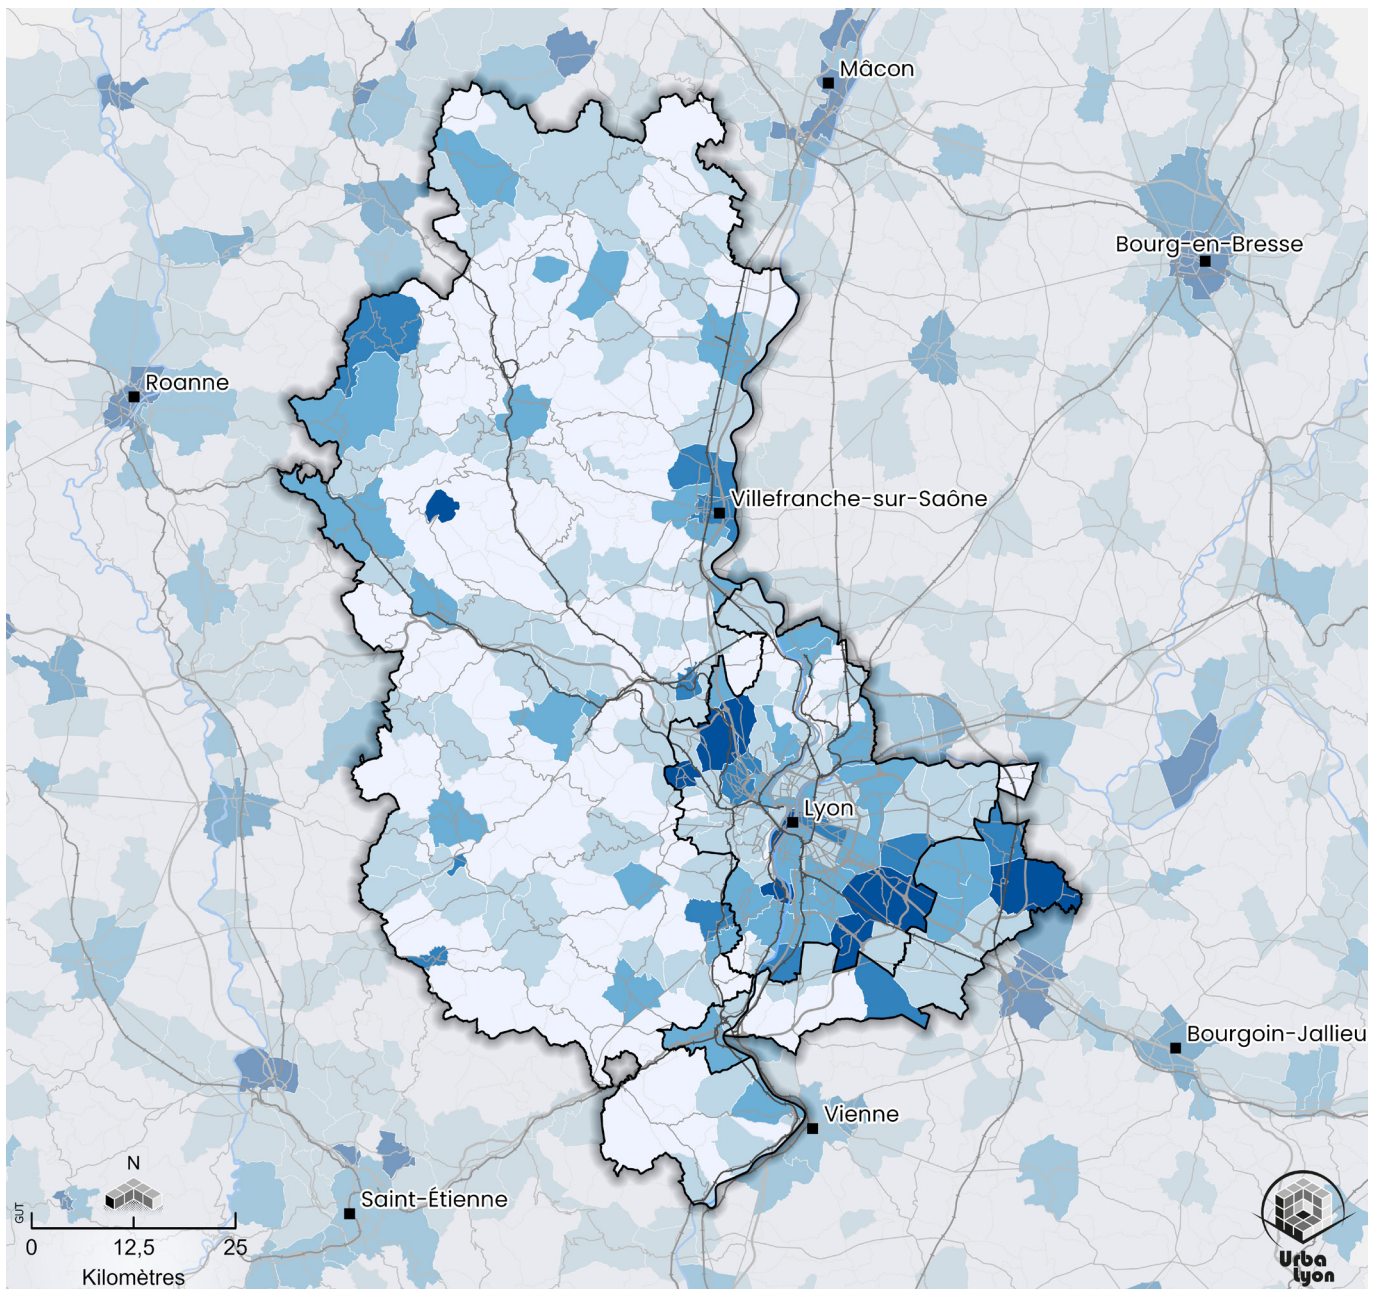 Mâcon
Bourg-en-Bresse
Roanne
Villefranche-sur-Saône
Lyon
Bourgoin-Jallieu
Vienne
Saint-Étienne
N
GUT
0 12,5 25
Kilomètres
Urba
Lyon